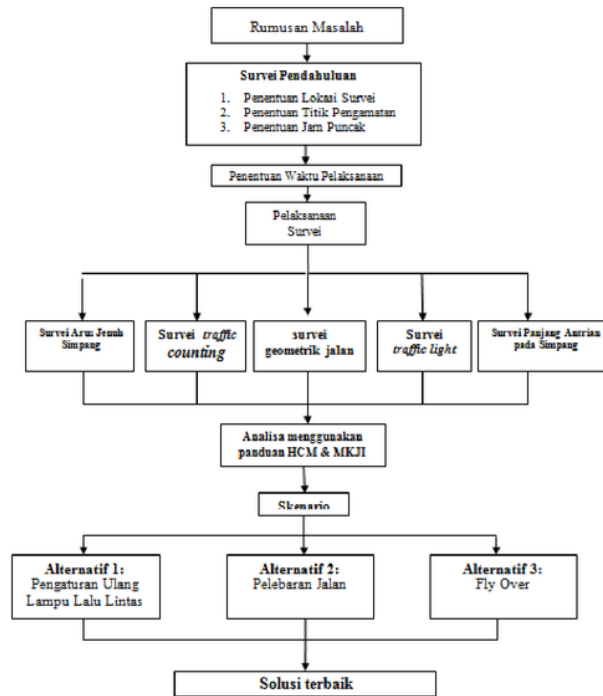 Rumusan Masalah
Survei Pendahuluan
1. Penentuan Lokasi Survei
2. Penentuan Titik Pengamatan
3. Penentuan Jam Puncak
Penentuan Waktu Pelaksanaan
Pelaksanaan
Survei
Survei Arus Jenuh
Simpang
Survei traffic
counting
survei
geometrik jalan
Survei
traffic light
Survei Panjang Antrian
pada Simpang
Analisa menggunakan
panduan HCM & MKJI
Skenario
Alternatif 1:
Pengaturan Ulang
Lampu Lalu Lintas
Alternatif 2:
Pelebaran Jalan
Alternatif 3:
Fly Over
Solusi terbaik